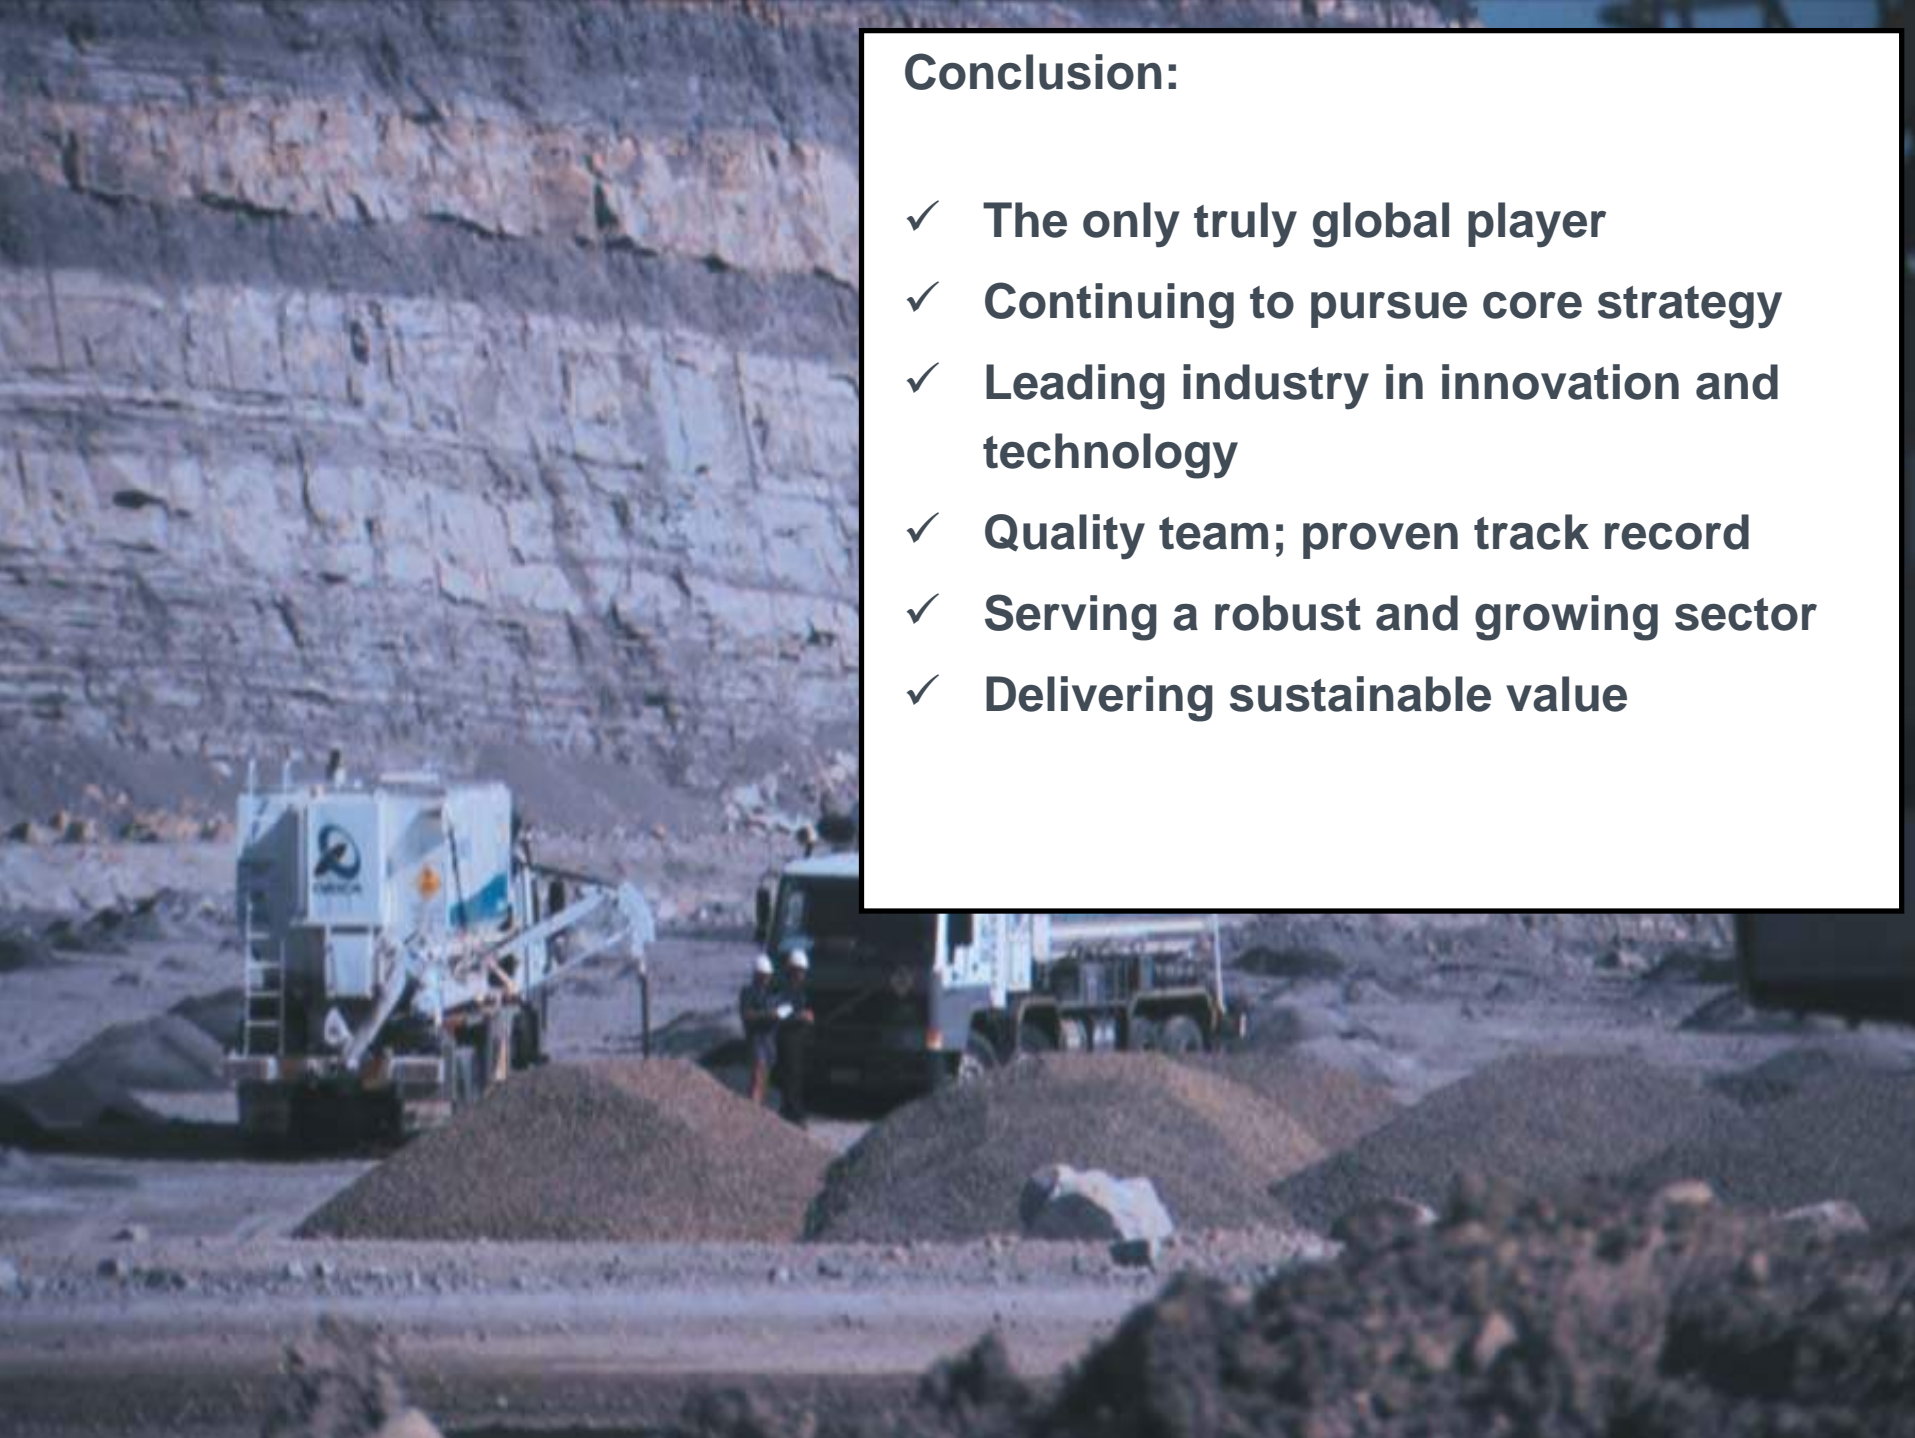 Conclusion:
✓ The only truly global player
✓ Continuing to pursue core strategy
✓ Leading industry in innovation and
technology
✓ Quality team; proven track record
✓ Serving a robust and growing sector
✓ Delivering sustainable value
ORICA